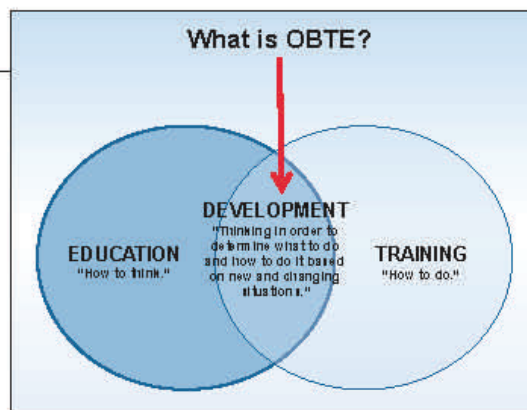 What is OBTE?
DEVELOPMENT
"Thinking in order to
determine what to do
and how to do it based
on new and changing
situations."
EDUCATION
"How to think."
TRAINING
"How to do."